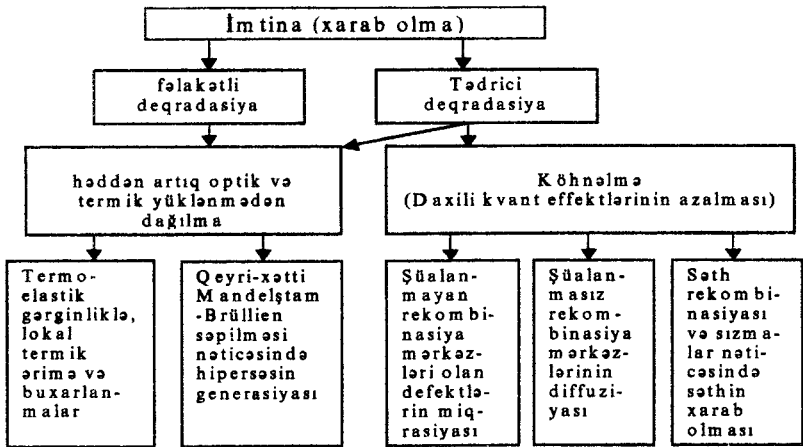 İmtina (xarab olma)
fəlakətli
deqradasiya
Tədrici
deqradasiya
həddən artıq optik və
termik yüklənmədən
dağılma
Köhnəlmə
(Daxili kvant effektlərinin azalması)
Termo-
elastik
gərginliklə,
lokal
termik
ərimə və
buxarlan-
malar
Qeyri-xətti
Mandelştam
-Brüllien
səpilməsi
nəticəsində
hipersəsin
generasiyası
Şüalan-
mayan
rekombi-
nasiya
mərkəz-
ləri olan
defektlə-
rin miq-
rasiyası
Şüalan-
masız
rekom-
binasiya
mərkəz-
lərinin
diffuzi-
yası
Səth
rekombi-
nasiyası
və sızma-
lar nəti-
cəsində
səthin
xarab
olması